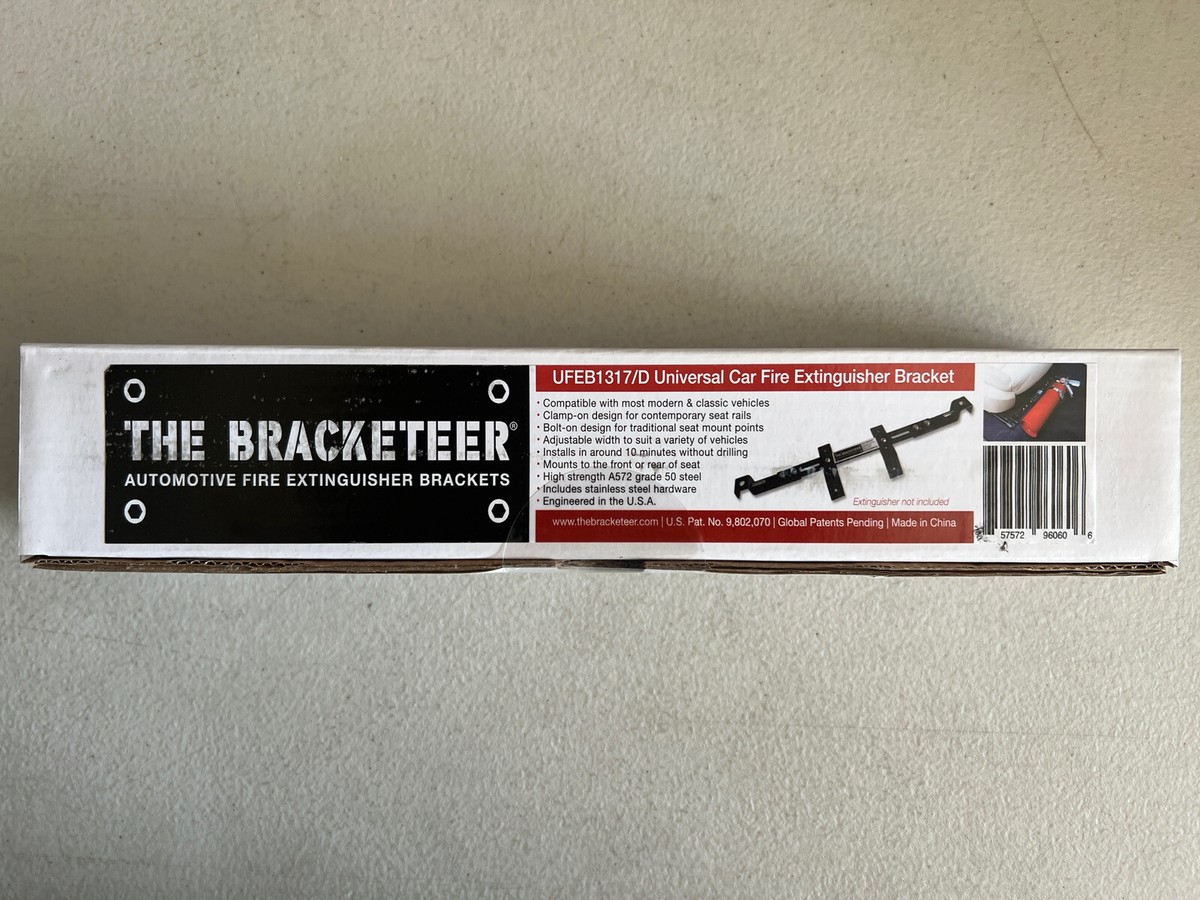 THE BRACKETEER®
AUTOMOTIVE FIRE EXTINGUISHER BRACKETS
UFEB1317/D Universal Car Fire Extinguisher Bracket
• Compatible with most modern & classic vehicles
• Clamp-on design for contemporary seat rails
• Bolt-on design for traditional seat mount points
• Adjustable width to suit a variety of vehicles
• Installs in around 10 minutes without drilling
• Mounts to the front or rear of seat
• High strength A572 grade 50 steel
• Includes stainless steel hardware
• Engineered in the U.S.A.
Extinguisher not included
www.thebracketeer.com | U.S. Pat. No. 9,802,070 | Global Patents Pending | Made in China
57572 96060 6